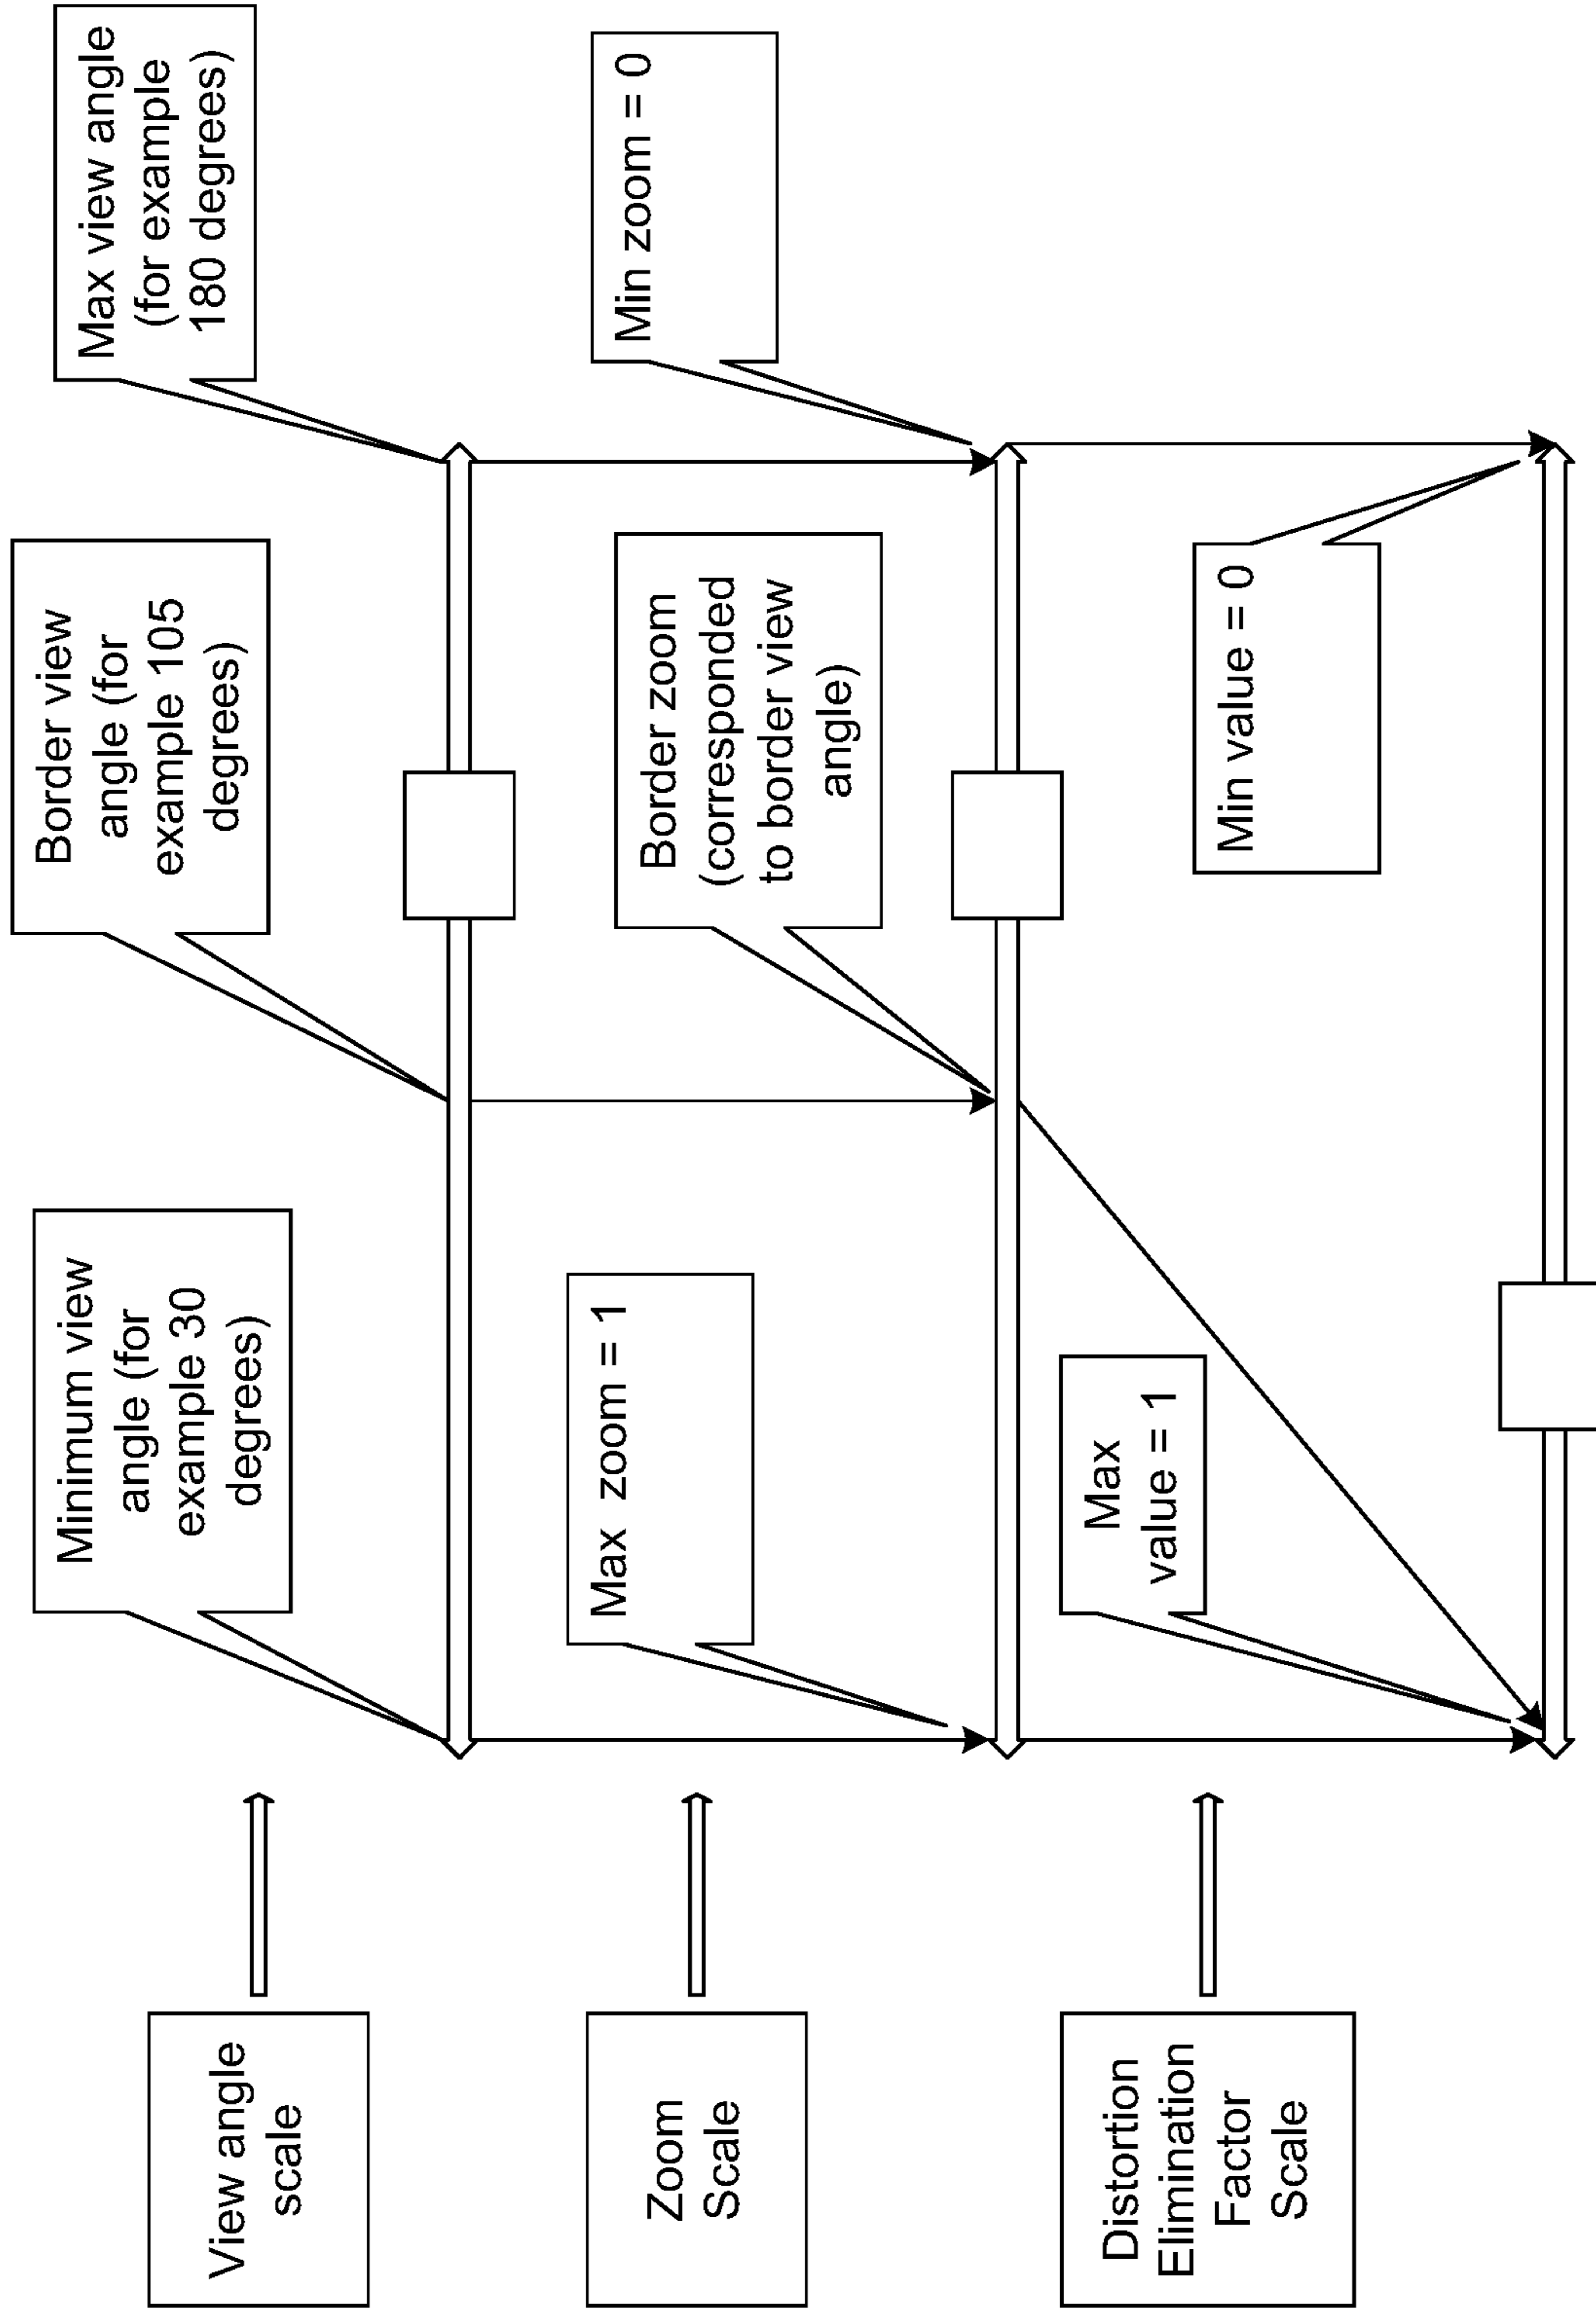 View angle
scale
Minimum view
angle (for
example 30
degrees)
Border view
angle (for
example 105
degrees)
Max view angle
(for example
180 degrees)
Zoom
Scale
Max zoom = 1
Border zoom
(corresponded
to border view
angle)
Min zoom = 0
Distortion
Elimination
Factor
Scale
Max
value = 1
Min value = 0